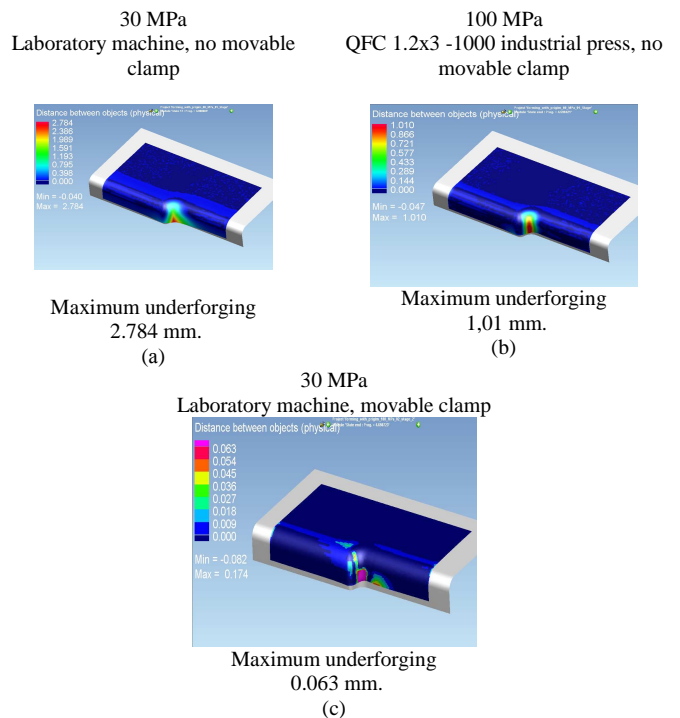 30 MPa
Laboratory machine, no movable
clamp
Distance between objects (physical)
2.784
2.386
1.989
1.591
1.193
0.795
0.398
0.000
Min = -0.040
Max = 2.784
Maximum underforging
2.784 mm.
(a)
100 MPa
QFC 1.2x3 -1000 industrial press, no
movable clamp
Distance between objects (physical)
1.010
0.866
0.721
0.577
0.433
0.289
0.144
0.000
Min = -0.047
Max = 1.010
Maximum underforging
1,01 mm.
(b)
30 MPa
Laboratory machine, movable clamp
Distance between objects (physical)
0.063
0.054
0.045
0.036
0.027
0.018
0.009
0.000
Min = -0.082
Max = 0.174
Maximum underforging
0.063 mm.
(c)